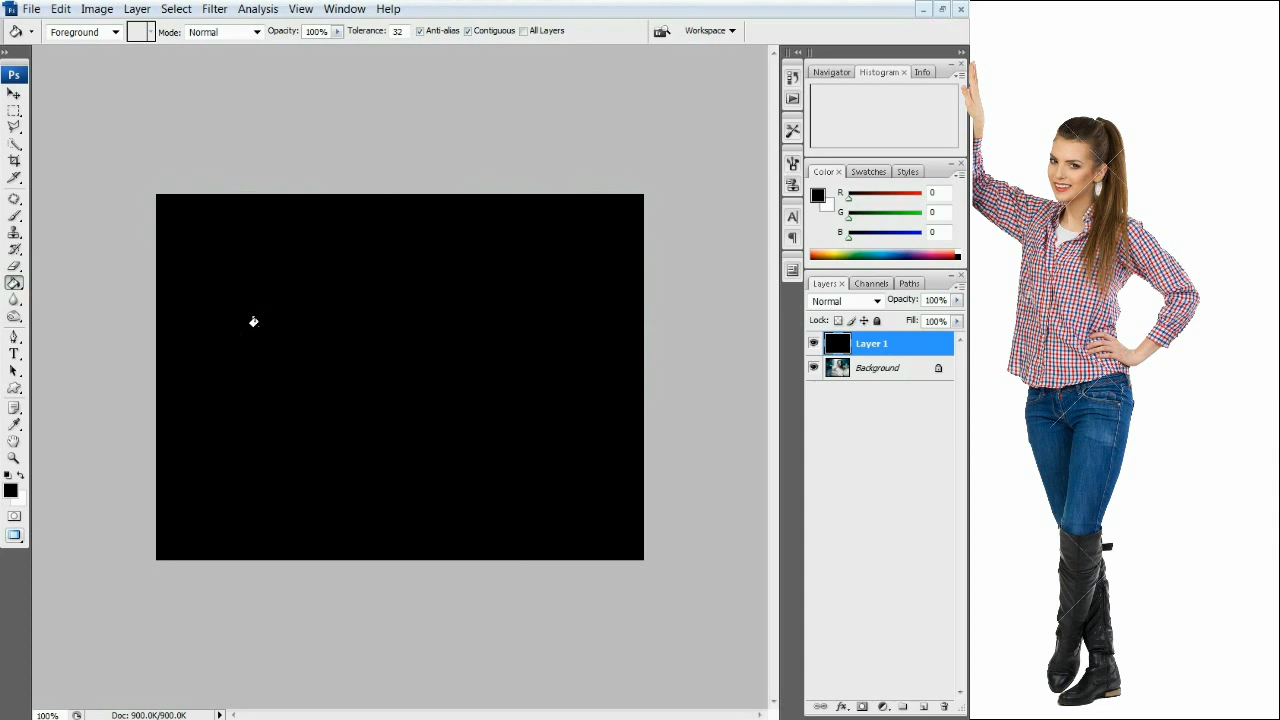 File Edit Image Layer Select Filter Analysis View Window Help
Foreground Mode: Normal Opacity: 100% Tolerance: 32 Anti-alias Contiguous All Layers Workspace
Ps
Navigator Histogram × Info
Color × Swatches Styles
R 0
G 0
B 0
Layers × Channels Paths
Normal Opacity: 100%
Lock: Fill: 100%
Layer 1
Background
100% Doc: 900.0K/900.0K